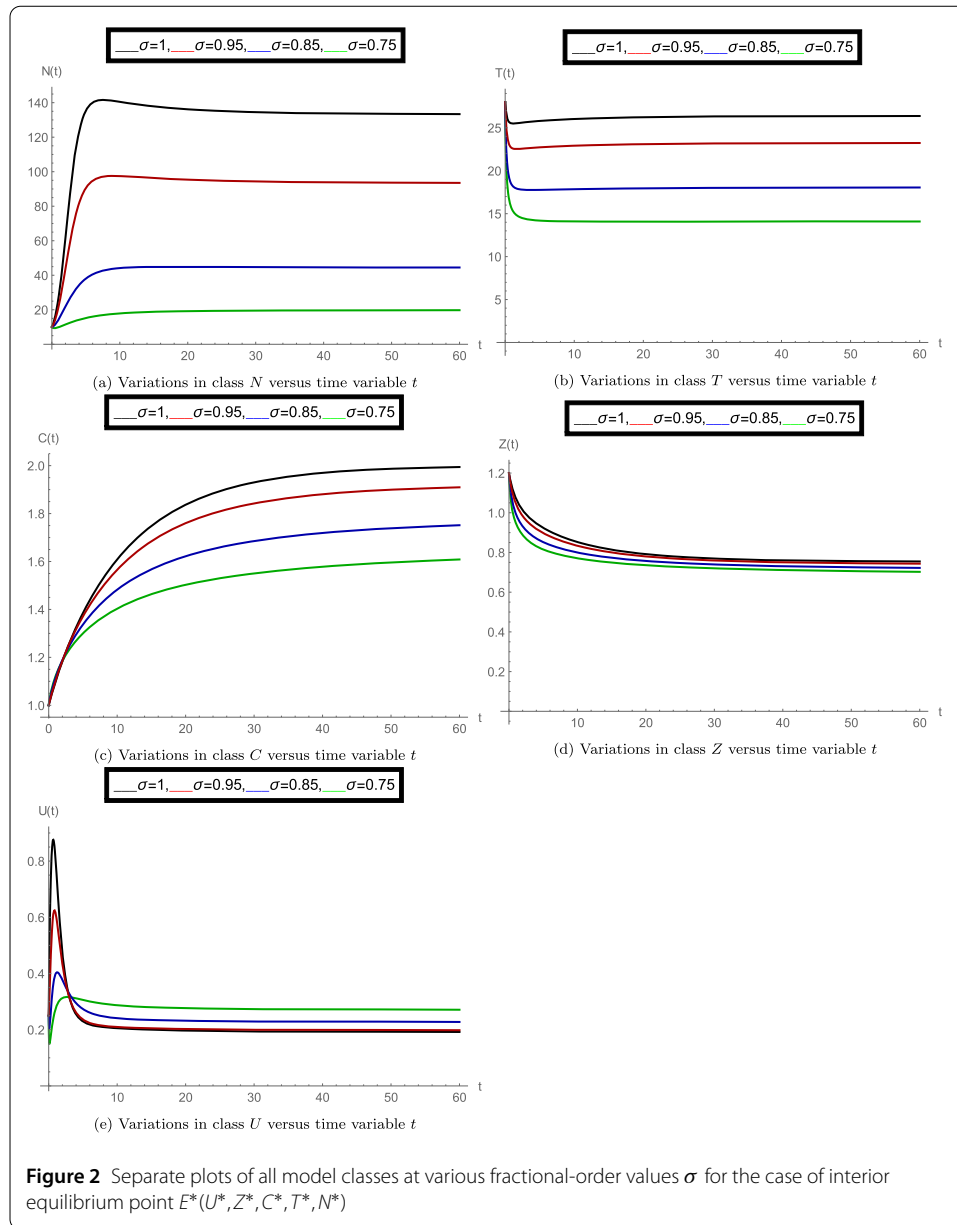 ___σ=1,___σ=0.95,___σ=0.85,___σ=0.75
N(t)
140
120
100
80
60
40
20
10 20 30 40 50 60 t
(a) Variations in class N versus time variable t
___σ=1,___σ=0.95,___σ=0.85,___σ=0.75
T(t)
25
20
15
10
5
10 20 30 40 50 60 t
(b) Variations in class T versus time variable t
___σ=1,___σ=0.95,___σ=0.85,___σ=0.75
C(t)
2.0
1.8
1.6
1.4
1.2
1.0
0 10 20 30 40 50 60 t
(c) Variations in class C versus time variable t
___σ=1,___σ=0.95,___σ=0.85,___σ=0.75
Z(t)
1.2
1.0
0.8
0.6
0.4
0.2
10 20 30 40 50 60 t
(d) Variations in class Z versus time variable t
___σ=1,___σ=0.95,___σ=0.85,___σ=0.75
U(t)
0.8
0.6
0.4
0.2
10 20 30 40 50 60 t
(e) Variations in class U versus time variable t
Figure 2 Separate plots of all model classes at various fractional-order values σ for the case of interior
equilibrium point E*(U*,Z*,C*,T*,N*)